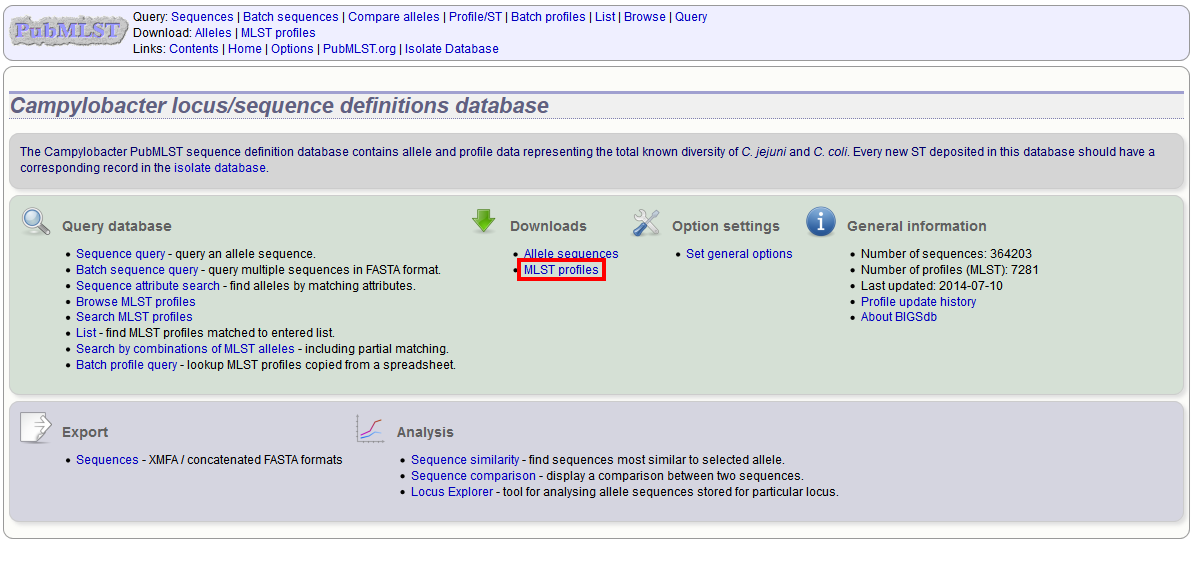 PubMLST
Query: Sequences | Batch sequences | Compare alleles | Profile/ST | Batch profiles | List | Browse | Query
Download: Alleles | MLST profiles
Links: Contents | Home | Options | PubMLST.org | Isolate Database
Campylobacter locus/sequence definitions database
The Campylobacter PubMLST sequence definition database contains allele and profile data representing the total known diversity of C. jejuni and C. coli. Every new ST deposited in this database should have a
corresponding record in the isolate database.
Query database
• Sequence query - query an allele sequence.
• Batch sequence query - query multiple sequences in FASTA format.
• Sequence attribute search - find alleles by matching attributes.
• Browse MLST profiles
• Search MLST profiles
• List - find MLST profiles matched to entered list.
• Search by combinations of MLST alleles - including partial matching.
• Batch profile query - lookup MLST profiles copied from a spreadsheet.
Downloads
• Allele sequences
• MLST profiles
Option settings
• Set general options
General information
• Number of sequences: 364203
• Number of profiles (MLST): 7281
• Last updated: 2014-07-10
• Profile update history
• About BIGSdb
Export
• Sequences - XMFA / concatenated FASTA formats
Analysis
• Sequence similarity - find sequences most similar to selected allele.
• Sequence comparison - display a comparison between two sequences.
• Locus Explorer - tool for analysing allele sequences stored for particular locus.